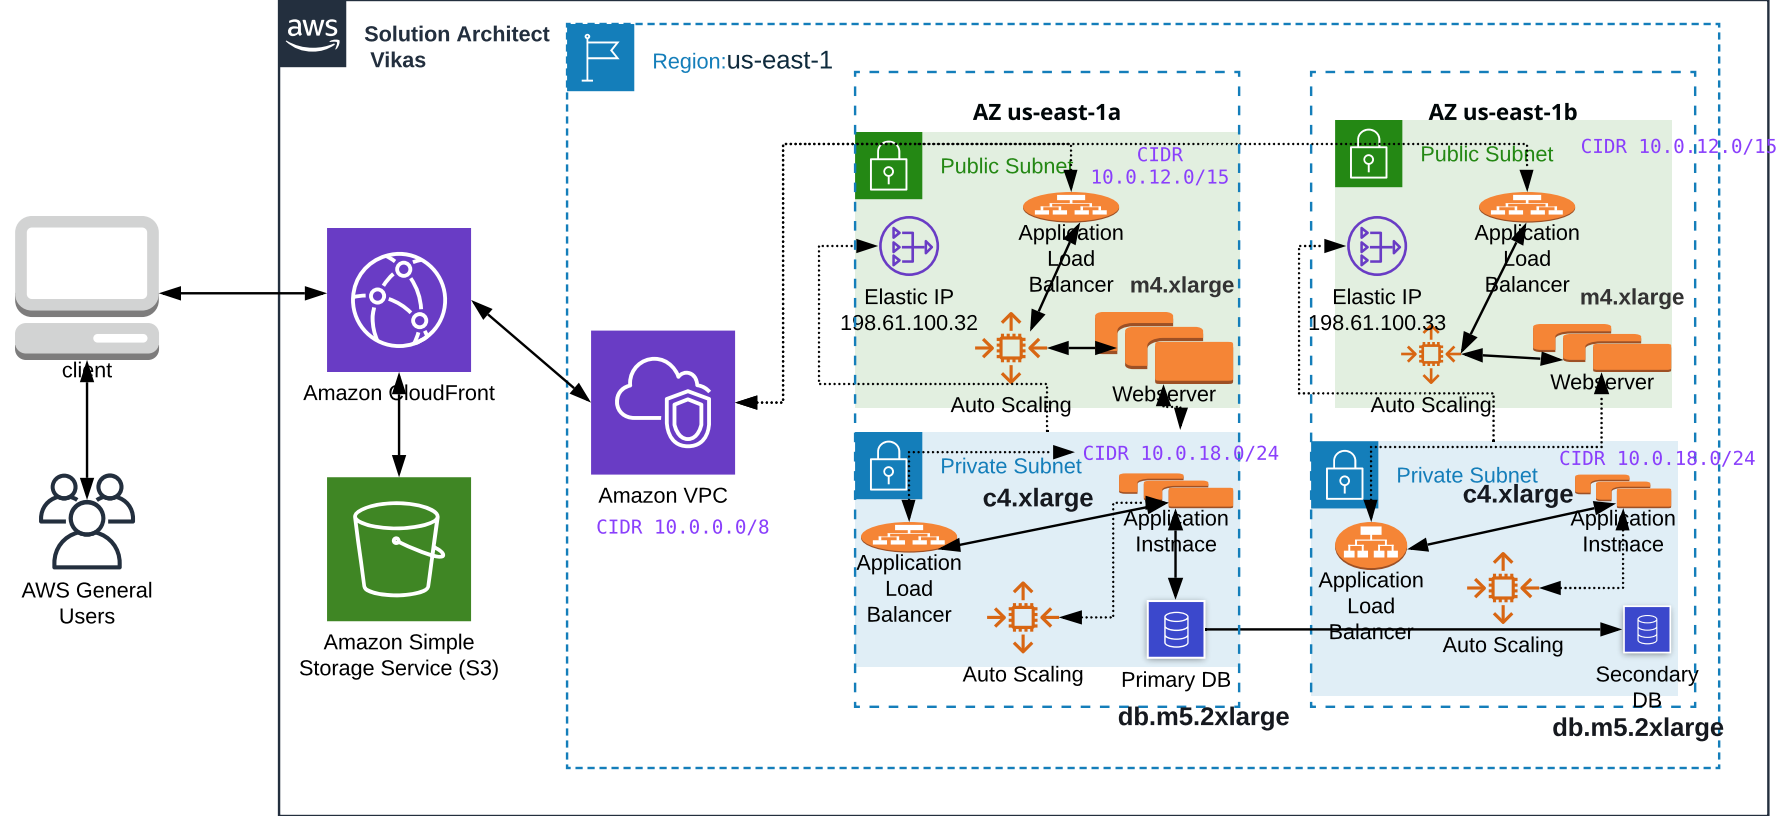 aws
Solution Architect
Vikas
Region:us-east-1
AZ us-east-1a
AZ us-east-1b
Public Subnet
CIDR
10.0.12.0/15
Public Subnet
CIDR 10.0.12.0/15
Application
Load
Balancer
m4.xlarge
Application
Load
Balancer
m4.xlarge
Elastic IP
198.61.100.32
Elastic IP
198.61.100.33
client
Amazon CloudFront
Auto Scaling
Webserver
Auto Scaling
Webserver
Private Subnet
CIDR 10.0.18.0/24
Private Subnet
CIDR 10.0.18.0/24
Amazon VPC
CIDR 10.0.0.0/8
c4.xlarge
c4.xlarge
Application
Instnace
Application
Instnace
Application
Load
Balancer
Application
Load
Balancer
AWS General
Users
Amazon Simple
Storage Service (S3)
Auto Scaling
Primary DB
db.m5.2xlarge
Auto Scaling
Secondary
DB
db.m5.2xlarge